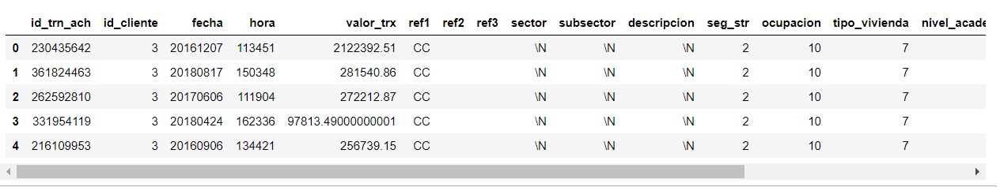 id_trn_ach id_cliente fecha hora valor_trx ref1 ref2 ref3 sector subsector descripcion seg_str ocupacion tipo_vivienda nivel_acade
0 230435642 3 20161207 113451 2122392.51 CC \N \N \N 2 10 7
1 361824463 3 20180817 150348 281540.86 CC \N \N \N 2 10 7
2 262592810 3 20170606 111904 272212.87 CC \N \N \N 2 10 7
3 331954119 3 20180424 162336 97813.49000000001 CC \N \N \N 2 10 7
4 216109953 3 20160906 134421 256739.15 CC \N \N \N 2 10 7